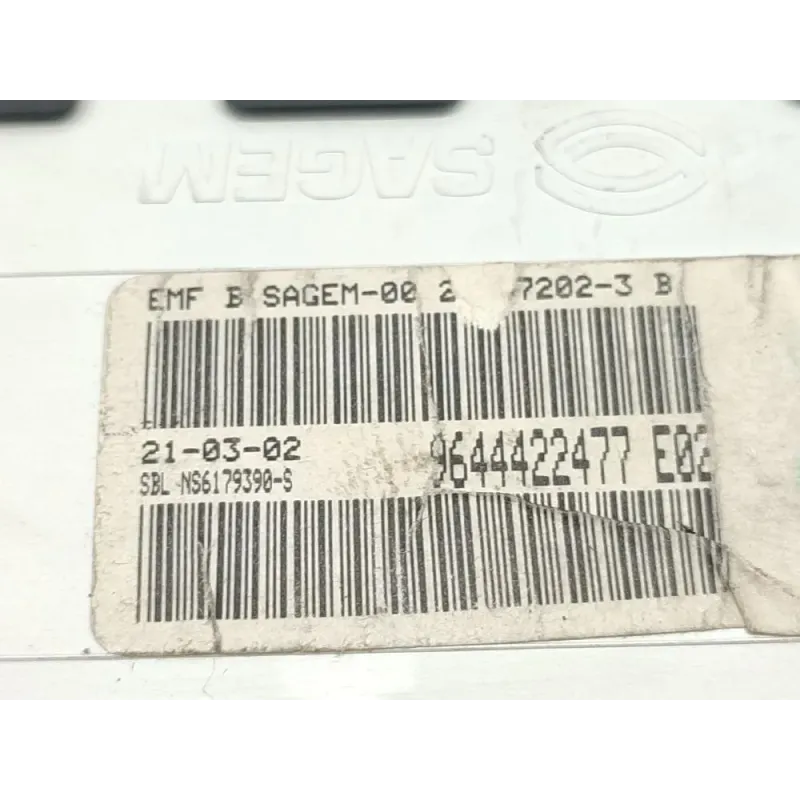 SAGEM
EMF B SAGEM-00 2 7202-3 B
21-03-02
9644422477 E02
SBL NS6179390-S